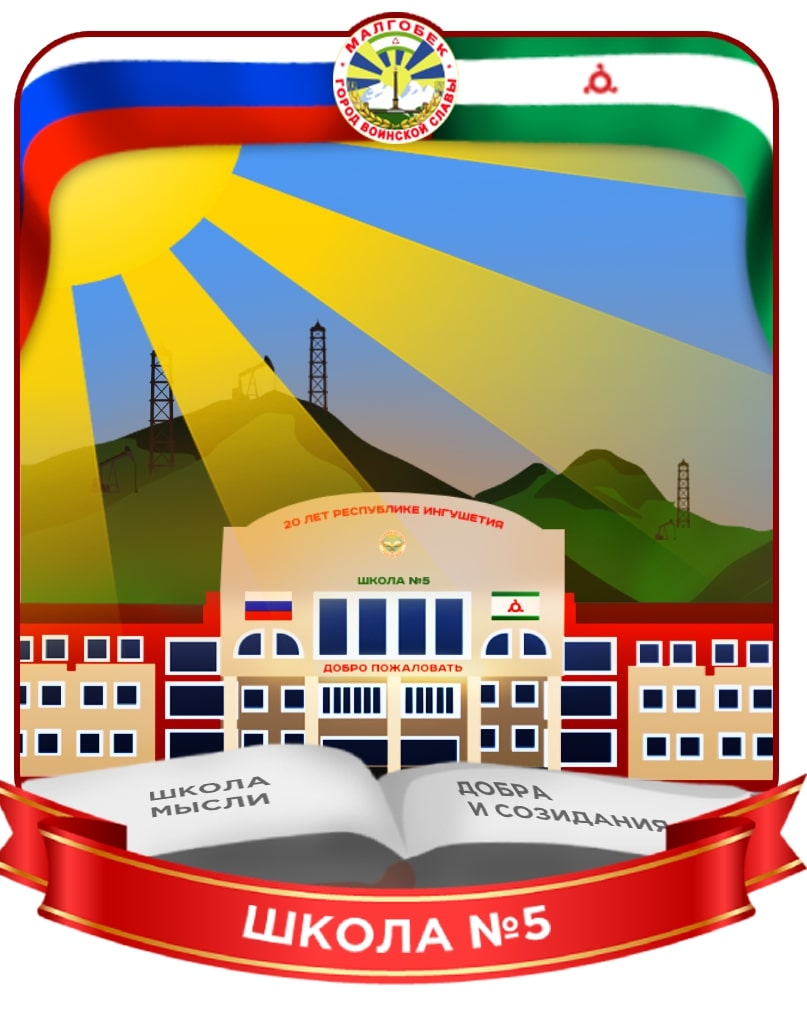 МАЛГОБЕК
ГОРОД ВОИНСКОЙ СЛАВЫ
20 ЛЕТ РЕСПУБЛИКЕ ИНГУШЕТИЯ
ШКОЛА №5
ДОБРО ПОЖАЛОВАТЬ
ШКОЛА
МЫСЛИ
ДОБРА
И СОЗИДАНИЯ
ШКОЛА №5